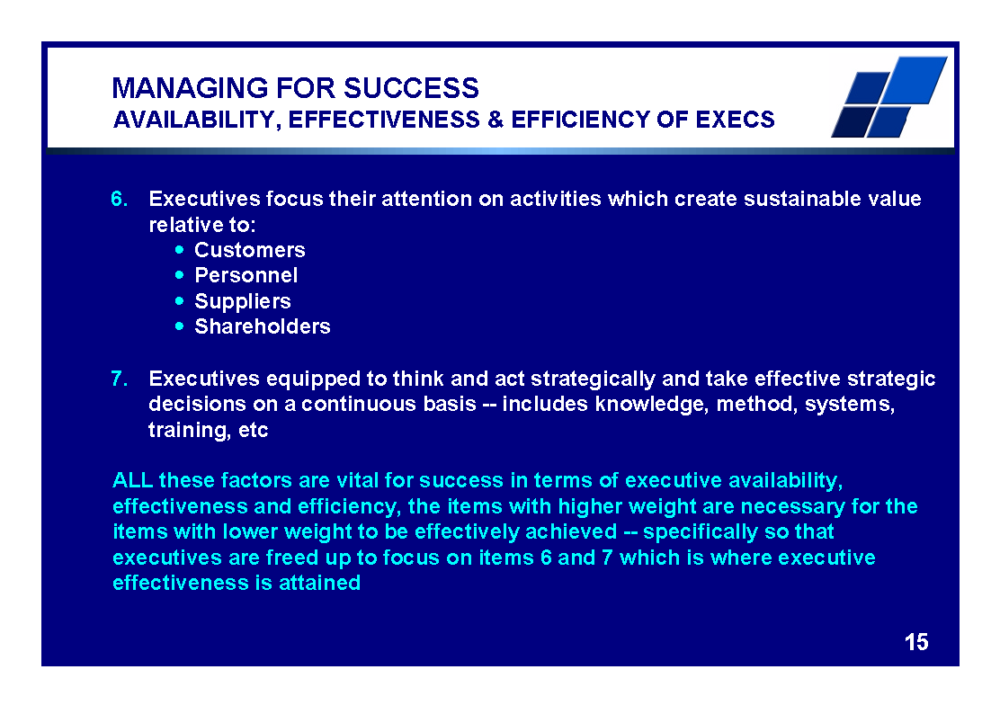 MANAGING FOR SUCCESS
AVAILABILITY, EFFECTIVENESS & EFFICIENCY OF EXECS
6. Executives focus their attention on activities which create sustainable value
relative to:
• Customers
• Personnel
• Suppliers
• Shareholders
7. Executives equipped to think and act strategically and take effective strategic
decisions on a continuous basis -- includes knowledge, method, systems,
training, etc
ALL these factors are vital for success in terms of executive availability,
effectiveness and efficiency, the items with higher weight are necessary for the
items with lower weight to be effectively achieved -- specifically so that
executives are freed up to focus on items 6 and 7 which is where executive
effectiveness is attained
15